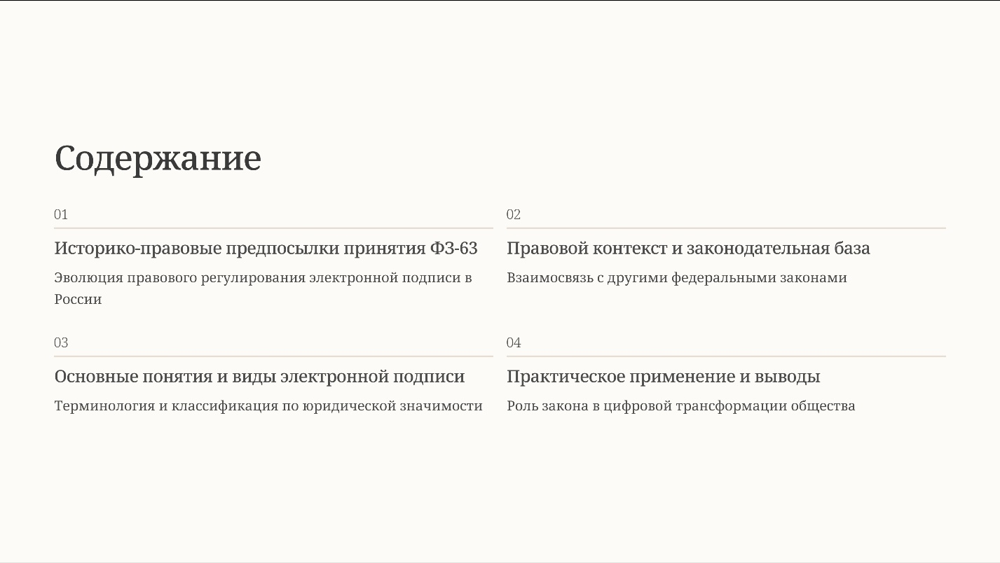 Содержание
01
Историко-правовые предпосылки принятия ФЗ-63
Эволюция правового регулирования электронной подписи в
России
02
Правовой контекст и законодательная база
Взаимосвязь с другими федеральными законами
03
Основные понятия и виды электронной подписи
Терминология и классификация по юридической значимости
04
Практическое применение и выводы
Роль закона в цифровой трансформации общества